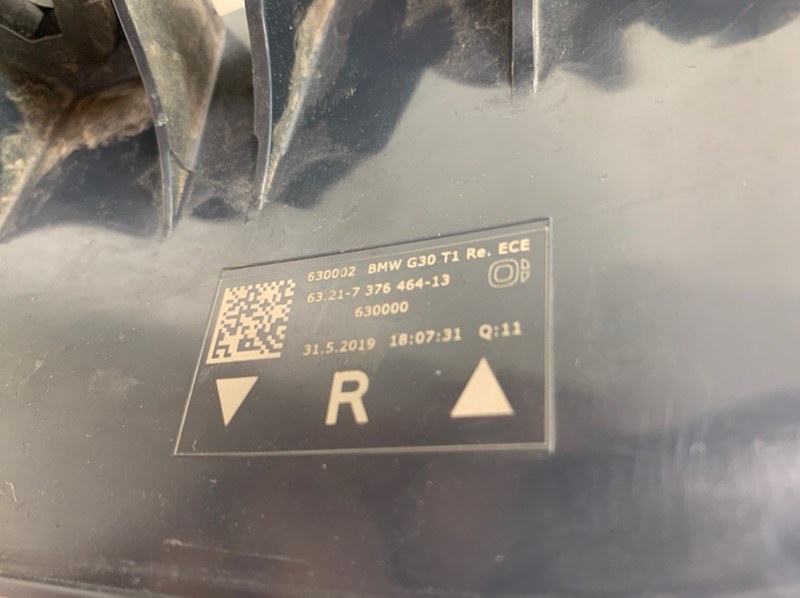 630002 BMW G30 T1 Re. ECE
63.21-7 376 464-13
630000
31.5.2019 18:07:31 Q:11
R